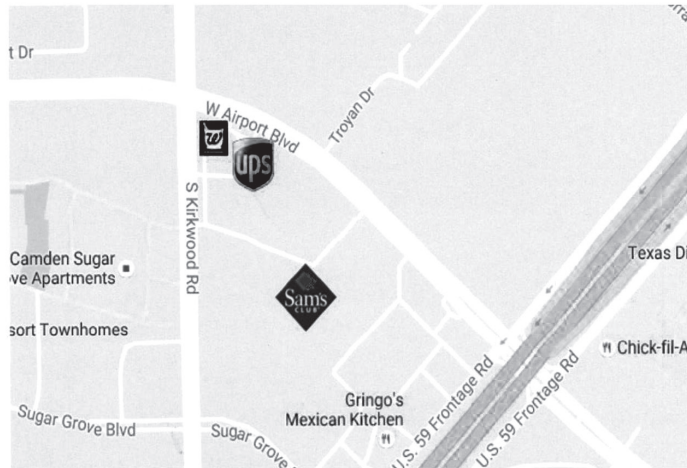 t Dr
W Airport Blvd
Troyan Dr
ups
S Kirkwood Rd
Texas Di
Camden Sugar
ve Apartments
Sam's
CLUB
sort Townhomes
Chick-fil-A
Gringo's
Mexican Kitchen
U.S. 59 Frontage Rd
U.S. 59 Frontage Rd
Sugar Grove Blvd
Sugar Grove